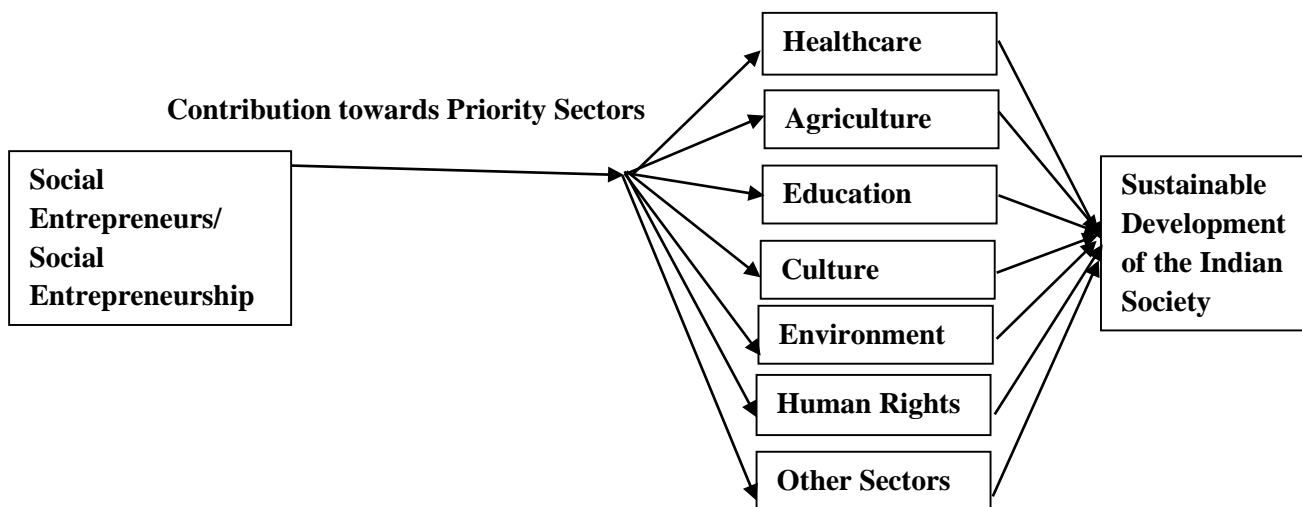 Contribution towards Priority Sectors
Social
Entrepreneurs/
Social
Entrepreneurship
Healthcare
Agriculture
Education
Culture
Environment
Human Rights
Other Sectors
Sustainable
Development
of the Indian
Society